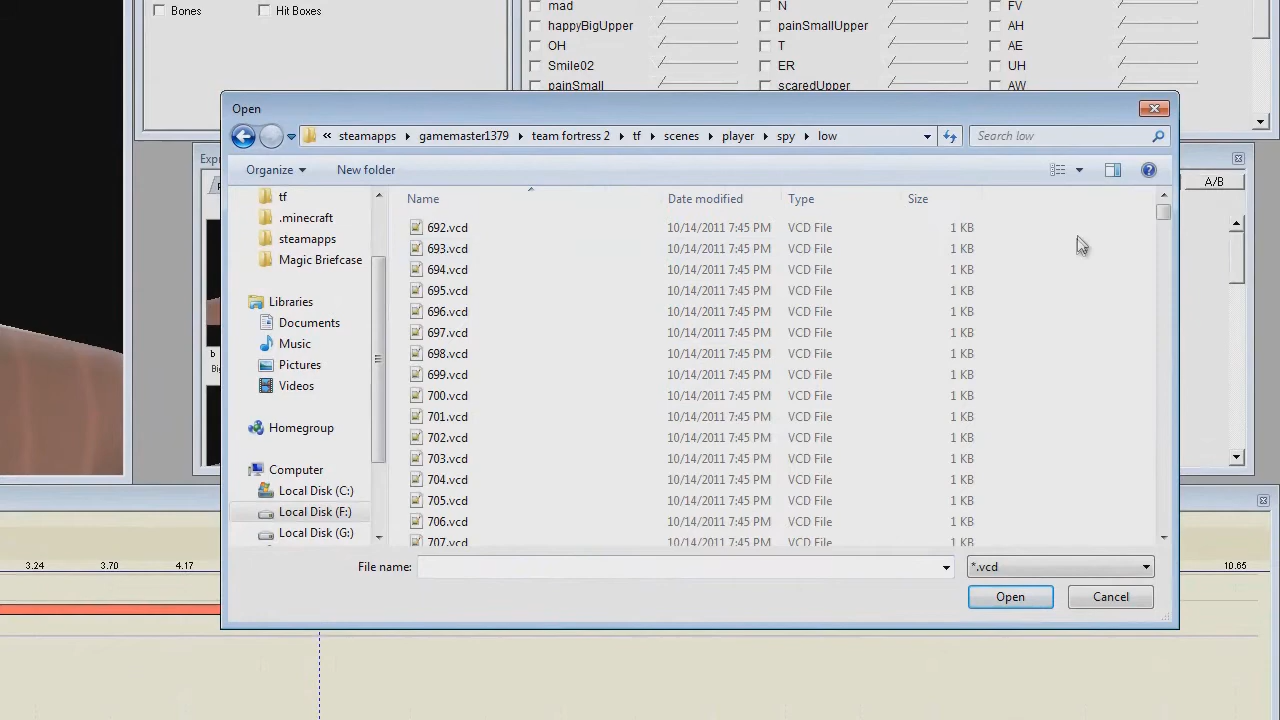 mad N FV
Bones Hit Boxes
happyBigUpper painSmallUpper AH
OH T AE
Smile02 ER UH
painSmall scaredUpper AW
Open
« steamapps gamemaster1379 team fortress 2 tf scenes player spy low Search low
Organize New folder
A/B
tf Name Date modified Type Size
.minecraft 692.vcd 10/14/2011 7:45 PM VCD File 1 KB
steamapps 693.vcd 10/14/2011 7:45 PM VCD File 1 KB
Magic Briefcase 694.vcd 10/14/2011 7:45 PM VCD File 1 KB
695.vcd 10/14/2011 7:45 PM VCD File 1 KB
Libraries 696.vcd 10/14/2011 7:45 PM VCD File 1 KB
Documents 697.vcd 10/14/2011 7:45 PM VCD File 1 KB
Music 698.vcd 10/14/2011 7:45 PM VCD File 1 KB
Pictures 699.vcd 10/14/2011 7:45 PM VCD File 1 KB
Videos 700.vcd 10/14/2011 7:45 PM VCD File 1 KB
701.vcd 10/14/2011 7:45 PM VCD File 1 KB
Homegroup 702.vcd 10/14/2011 7:45 PM VCD File 1 KB
703.vcd 10/14/2011 7:45 PM VCD File 1 KB
Computer 704.vcd 10/14/2011 7:45 PM VCD File 1 KB
Local Disk (C:) 705.vcd 10/14/2011 7:45 PM VCD File 1 KB
Local Disk (F:) 706.vcd 10/14/2011 7:45 PM VCD File 1 KB
Local Disk (G:) 707.vcd 10/14/2011 7:45 PM VCD File 1 KB
File name: *.vcd
3.24 3.70 4.17 10.65
Open Cancel